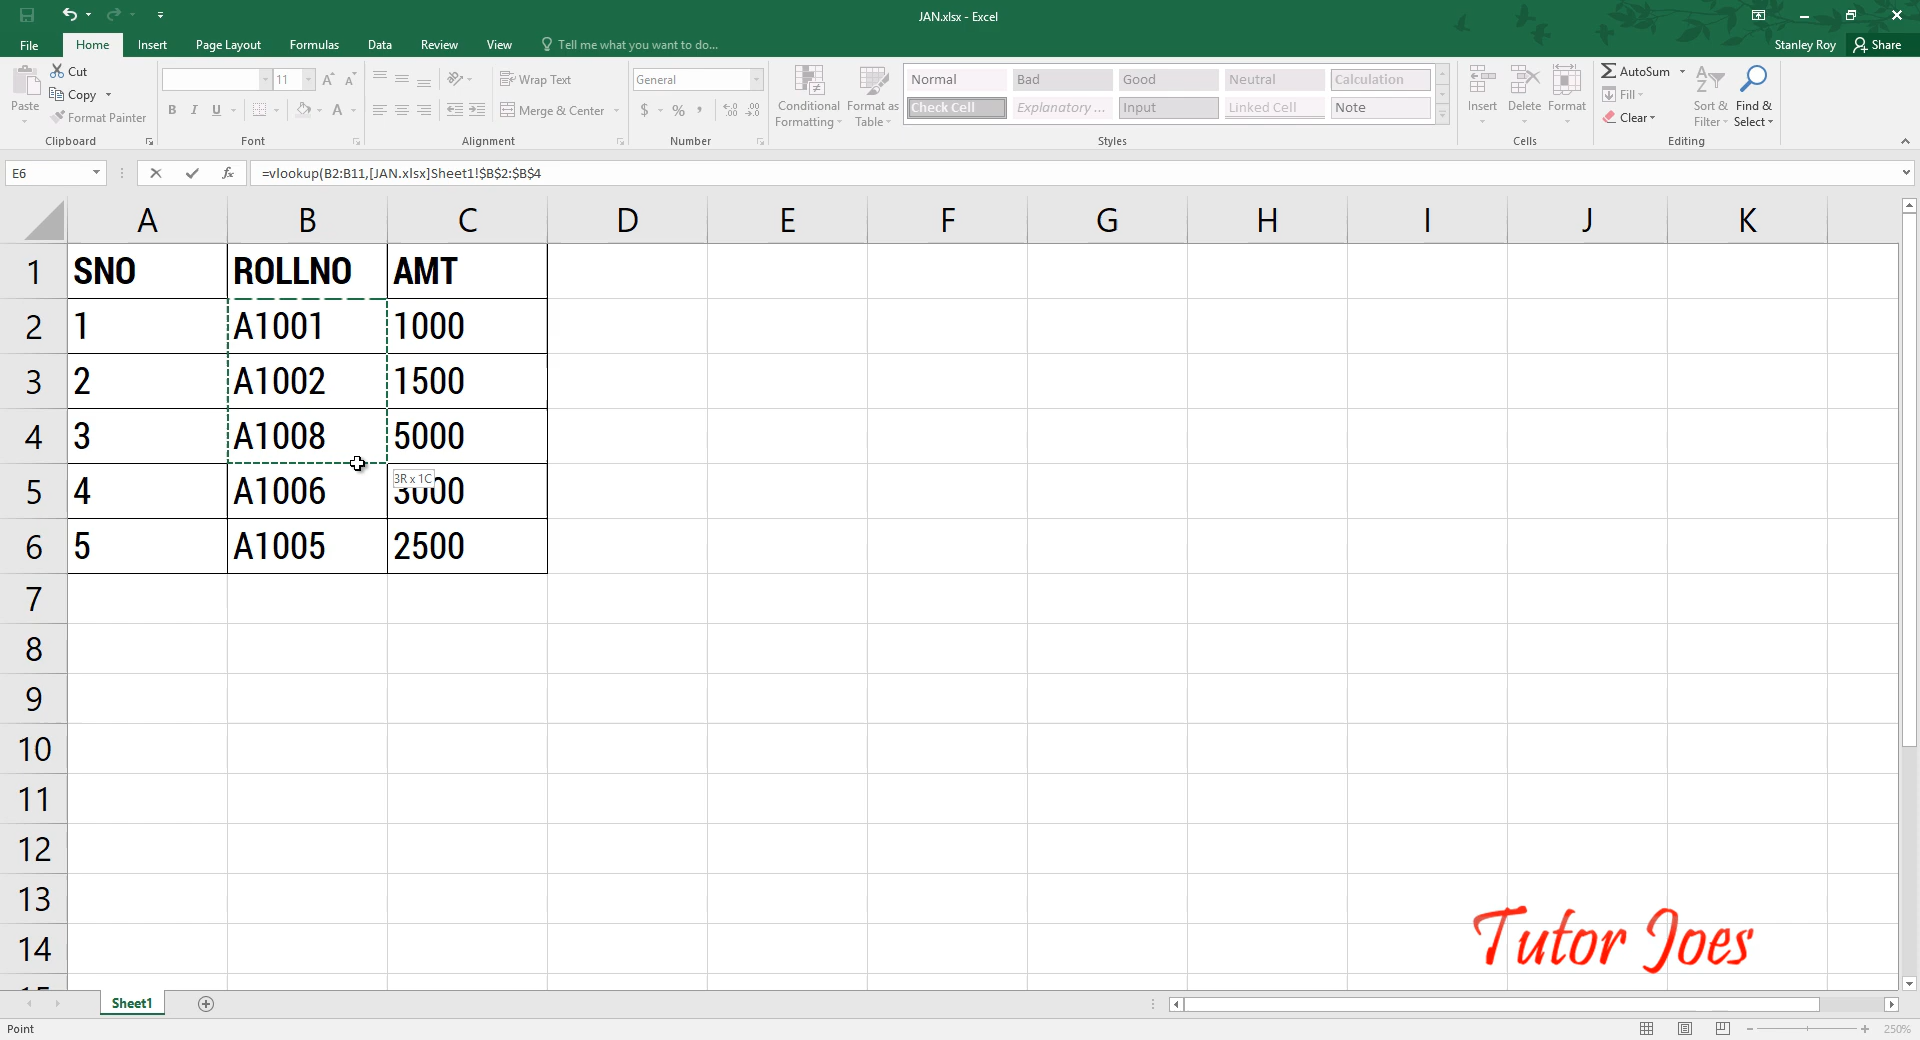 JAN.xlsx - Excel
File Home Insert Page Layout Formulas Data Review View Tell me what you want to do... Stanley Roy Share
Paste Cut Copy Format Painter Clipboard
11 B I U A A A Font
Wrap Text Merge & Center Alignment
General $ % , Number
Conditional Formatting Format as Table
Normal Bad Good Neutral Calculation
Check Cell Explanatory ... Input Linked Cell Note
Styles
Insert Delete Format Cells
AutoSum Fill Clear Sort & Filter Find & Select Editing
E6 fx =vlookup(B2:B11,[JAN.xlsx]Sheet1!$B$2:$B$4
A B C D E F G H I J K
1 SNO ROLLNO AMT
2 1 A1001 1000
3 2 A1002 1500
4 3 A1008 5000
3R x 1C
5 4 A1006 3000
6 5 A1005 2500
7
8
9
10
11
12
13
14
15
Tutor Joes
Sheet1
Point 250%